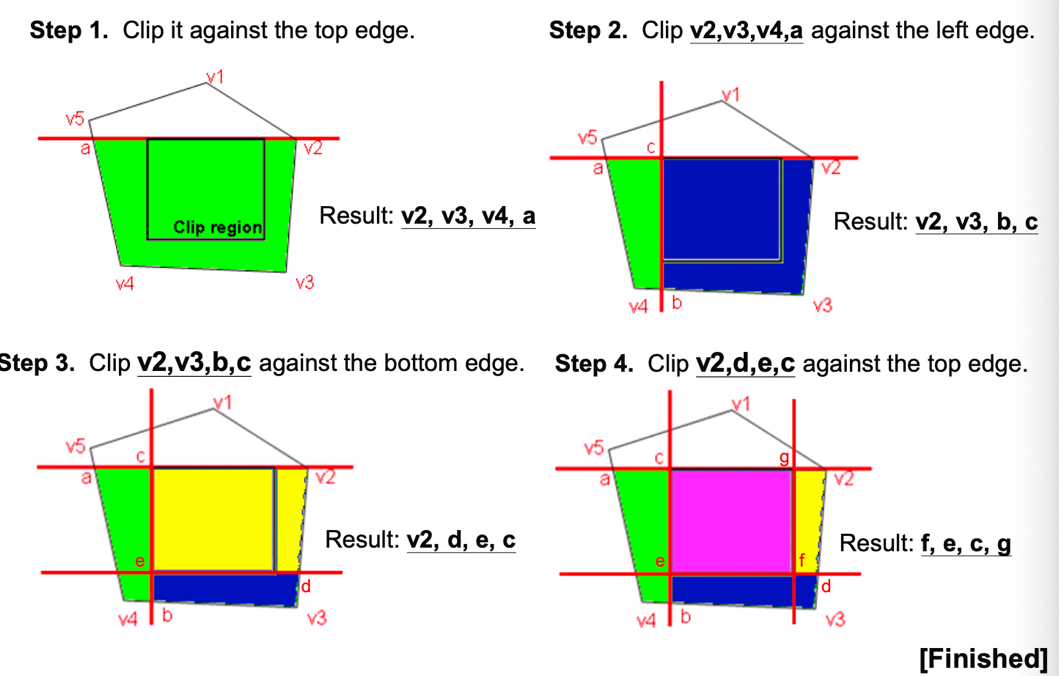 Step 1. Clip it against the top edge.
v1
v5
a
v2
Clip region
v4
v3
Result: v2, v3, v4, a
Step 2. Clip v2,v3,v4,a against the left edge.
v1
v5
c
a
v2
v4
b
v3
Result: v2, v3, b, c
Step 3. Clip v2,v3,b,c against the bottom edge.
v1
v5
c
a
v2
e
d
v4
b
v3
Result: v2, d, e, c
Step 4. Clip v2,d,e,c against the top edge.
v1
v5
c
g
a
v2
e
f
d
v4
b
v3
Result: f, e, c, g
[Finished]